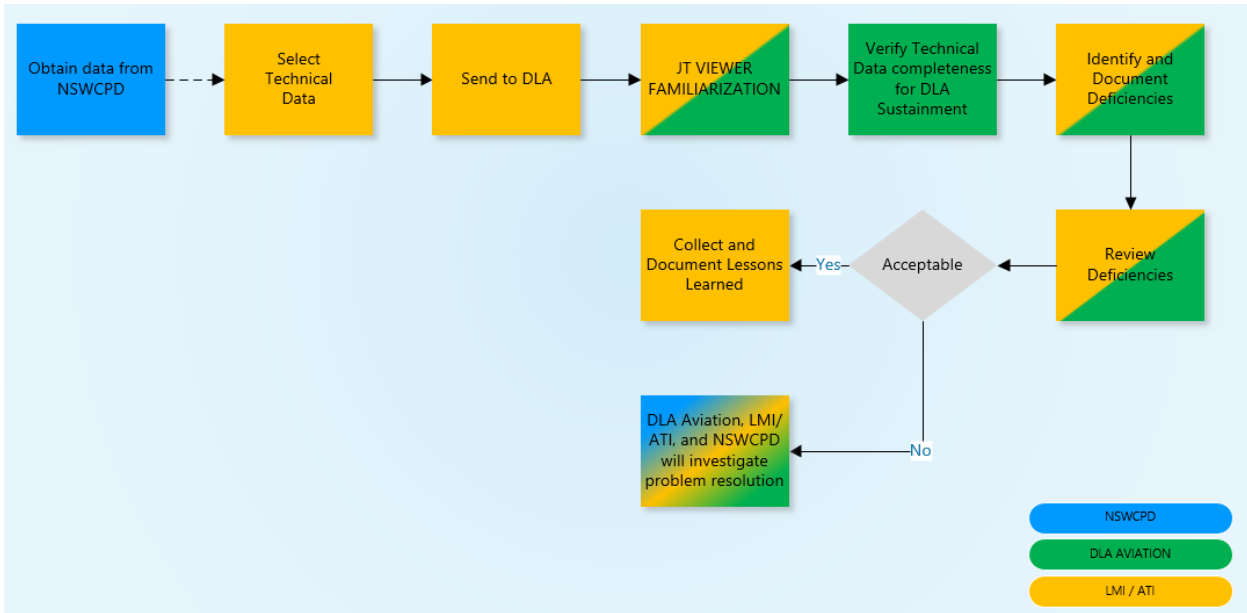 Obtain data from
NSWCPD
Select
Technical
Data
Send to DLA
JT VIEWER
FAMILIARIZATION
Verify Technical
Data completeness
for DLA
Sustainment
Identify and
Document
Deficiencies
Collect and
Document Lessons
Learned
Yes
Acceptable
Review
Deficiencies
DLA Aviation, LMI/
ATI, and NSWCPD
will investigate
problem resolution
No
NSWCPD
DLA AVIATION
LMI / ATI